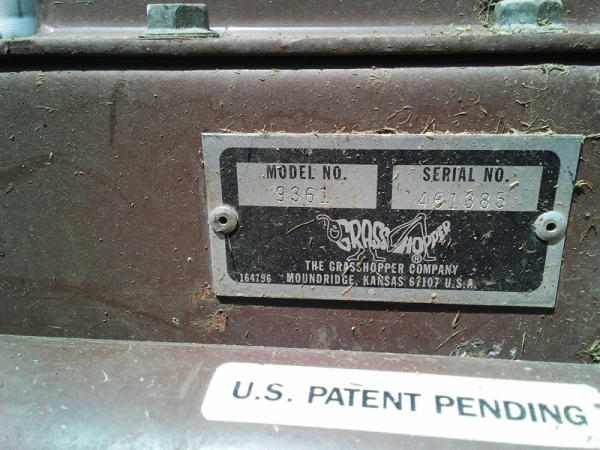 MODEL NO. SERIAL NO.
9361 461385
GRASSHOPPER ®
THE GRASSHOPPER COMPANY
164796 MOUNDRIDGE, KANSAS 67107 U.S.A.
U.S. PATENT PENDING